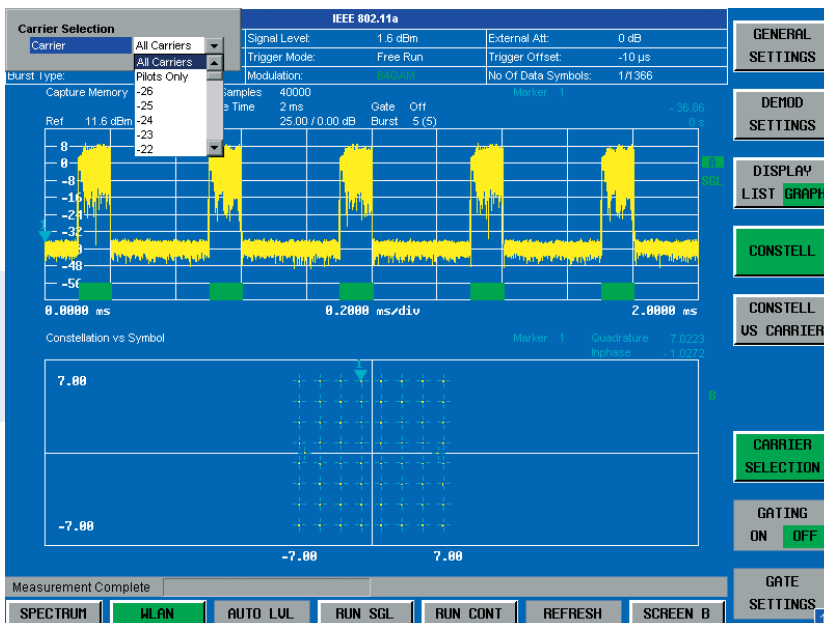 IEEE 802.11a
Carrier Selection
Carrier All Carriers
All Carriers
Pilots Only
-26
-25
-24
-23
-22
Signal Level: 1.6 dBm External Att: 0 dB
Trigger Mode: Free Run Trigger Offset: -10 µs
Burst Type: Modulation: 64QAM No Of Data Symbols: 1/1366
Capture Memory 40000 Marker 1
Time 2 ms Gate Off - 36.86
Ref 11.6 dBm 25.00 / 0.00 dB Burst 5 (5) 0 s
8
0
-8
-16
-24
-32
-48
-56
1
A
SGL
0.0000 ms 0.2000 ms/div 2.0000 ms
Constellation vs Symbol Marker 1 Quadrature 7.0223
Inphase - 1.0272
1
7.00
B
-7.00
-7.00 7.00
Measurement Complete
SPECTRUM WLAN AUTO LVL RUN SGL RUN CONT REFRESH SCREEN B
GENERAL
SETTINGS
DEMOD
SETTINGS
DISPLAY
LIST GRAPH
CONSTELL
CONSTELL
VS CARRIER
CARRIER
SELECTION
GATING
ON OFF
GATE
SETTINGS